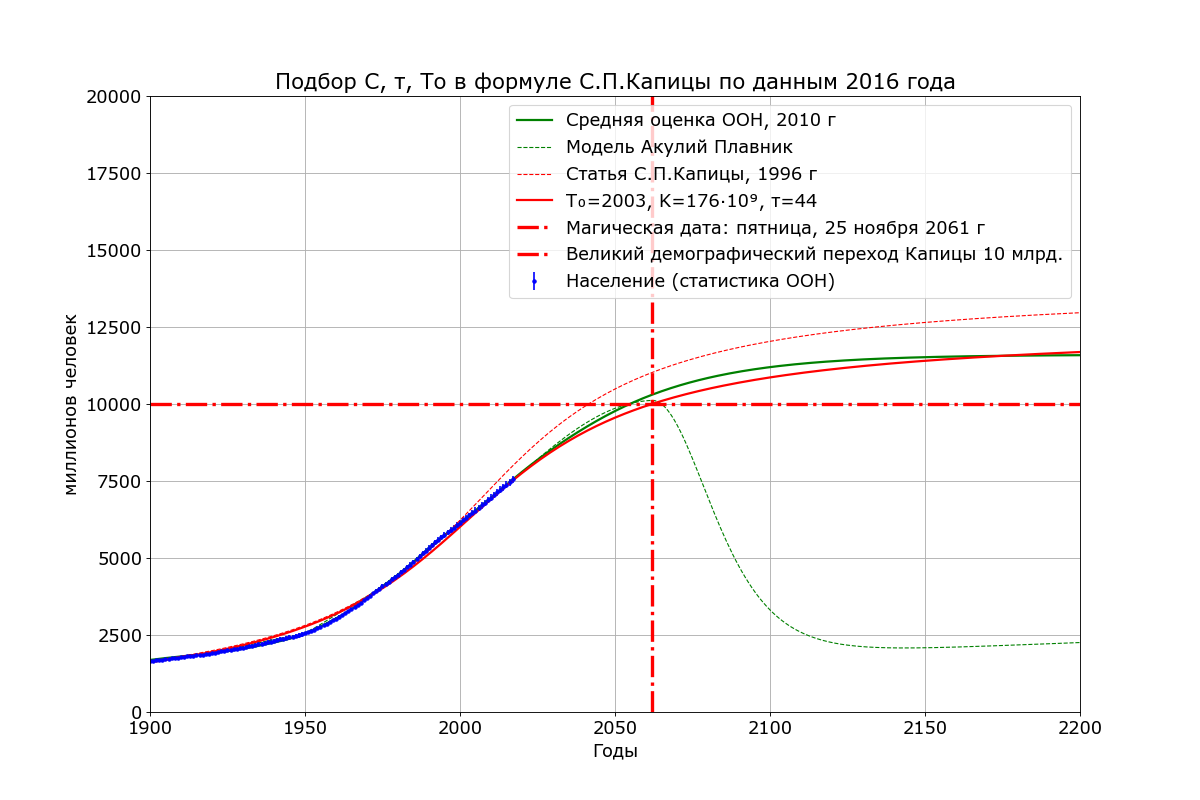 Подбор С, т, То в формуле С.П.Капицы по данным 2016 года
миллионов человек
20000
17500
15000
12500
10000
7500
5000
2500
0
Средняя оценка ООН, 2010 г
Модель Акулий Плавник
Статья С.П.Капицы, 1996 г
T₀=2003, K=176·10⁹, τ=44
Магическая дата: пятница, 25 ноября 2061 г
Великий демографический переход Капицы 10 млрд.
Население (статистика ООН)
1900 1950 2000 2050 2100 2150 2200
Годы